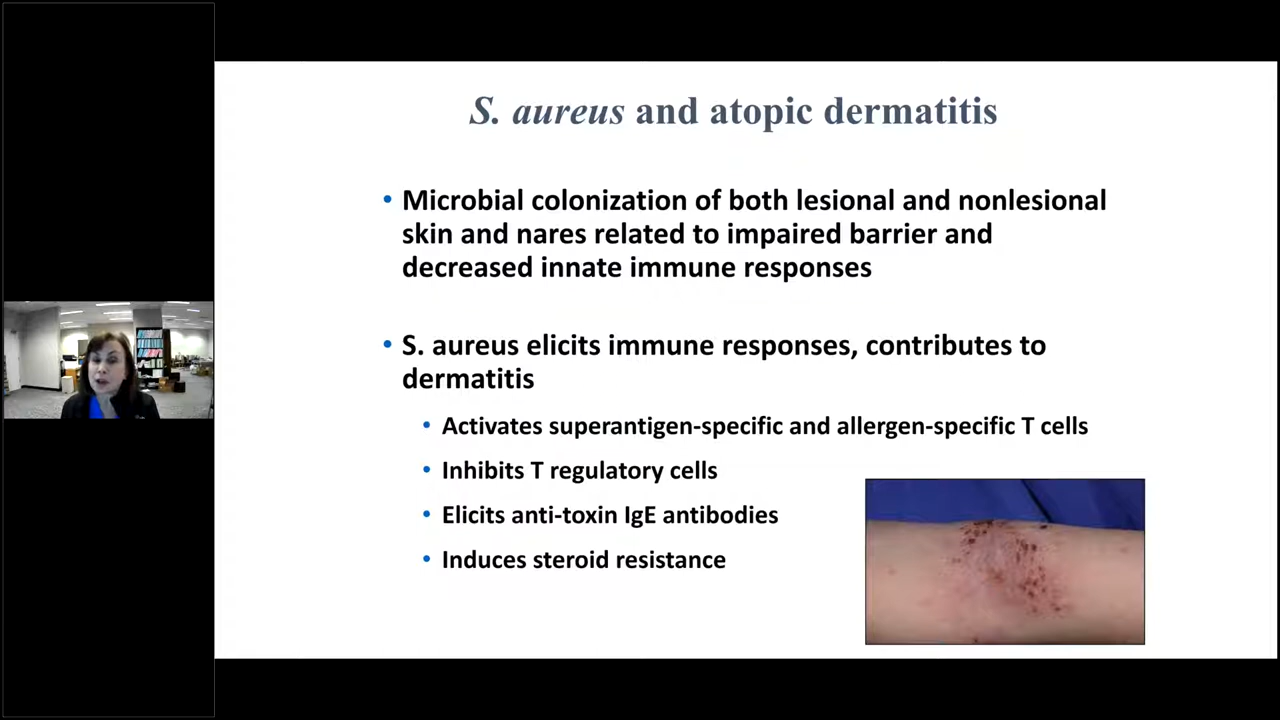 S. aureus and atopic dermatitis
• Microbial colonization of both lesional and nonlesional
skin and nares related to impaired barrier and
decreased innate immune responses
• S. aureus elicits immune responses, contributes to
dermatitis
• Activates superantigen-specific and allergen-specific T cells
• Inhibits T regulatory cells
• Elicits anti-toxin IgE antibodies
• Induces steroid resistance